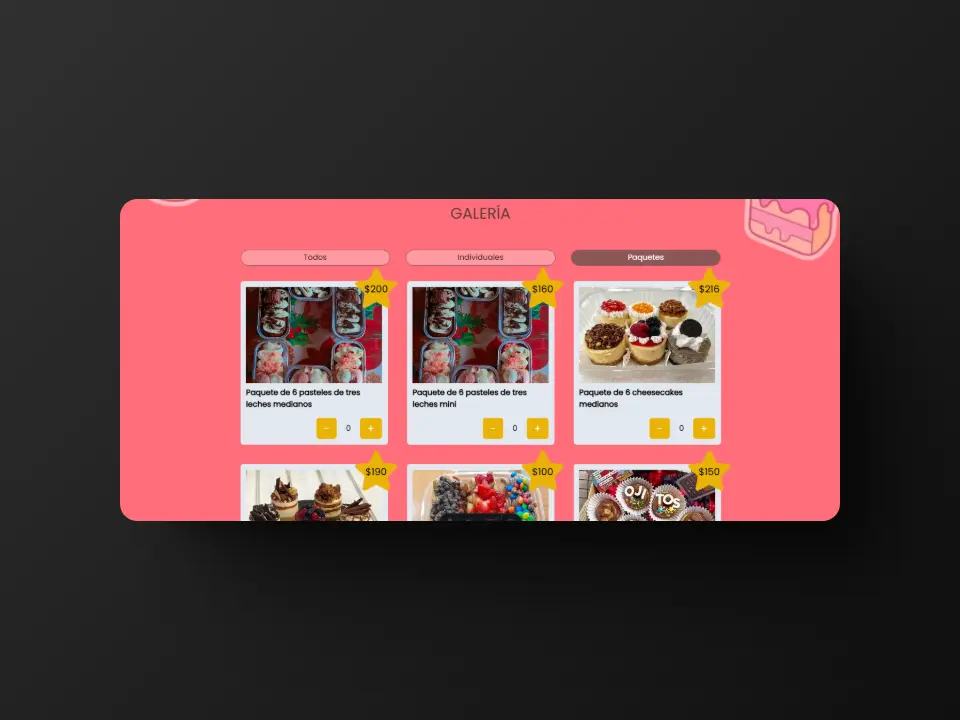 GALERÍA
Todos
Individuales
Paquetes
$200
$160
$216
Paquete de 6 pasteles de tres
leches medianos
- 0 +
Paquete de 6 pasteles de tres
leches mini
- 0 +
Paquete de 6 cheesecakes
medianos
- 0 +
$190
$100
$150
OJI
TOS